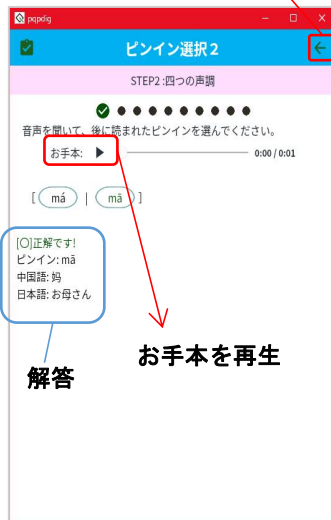 pqpdig
ピンイン選択２
STEP2 :四つの声調
音声を聞いて、後に読まれたピンインを選んでください。
お手本: 0:00 / 0:01
[ má | mā ]
[〇]正解です!
ピンイン: mā
中国語: 妈
日本語: お母さん
お手本を再生
解答